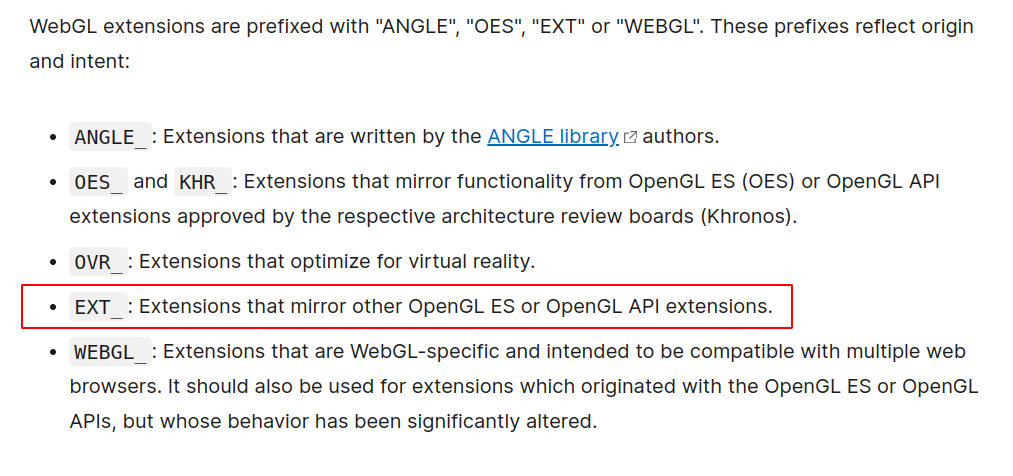 WebGL extensions are prefixed with "ANGLE", "OES", "EXT" or "WEBGL". These prefixes reflect origin
and intent:
• ANGLE_: Extensions that are written by the ANGLE library authors.
• OES_ and KHR_: Extensions that mirror functionality from OpenGL ES (OES) or OpenGL API
extensions approved by the respective architecture review boards (Khronos).
• OVR_: Extensions that optimize for virtual reality.
• EXT_: Extensions that mirror other OpenGL ES or OpenGL API extensions.
• WEBGL_: Extensions that are WebGL-specific and intended to be compatible with multiple web
browsers. It should also be used for extensions which originated with the OpenGL ES or OpenGL
APIs, but whose behavior has been significantly altered.